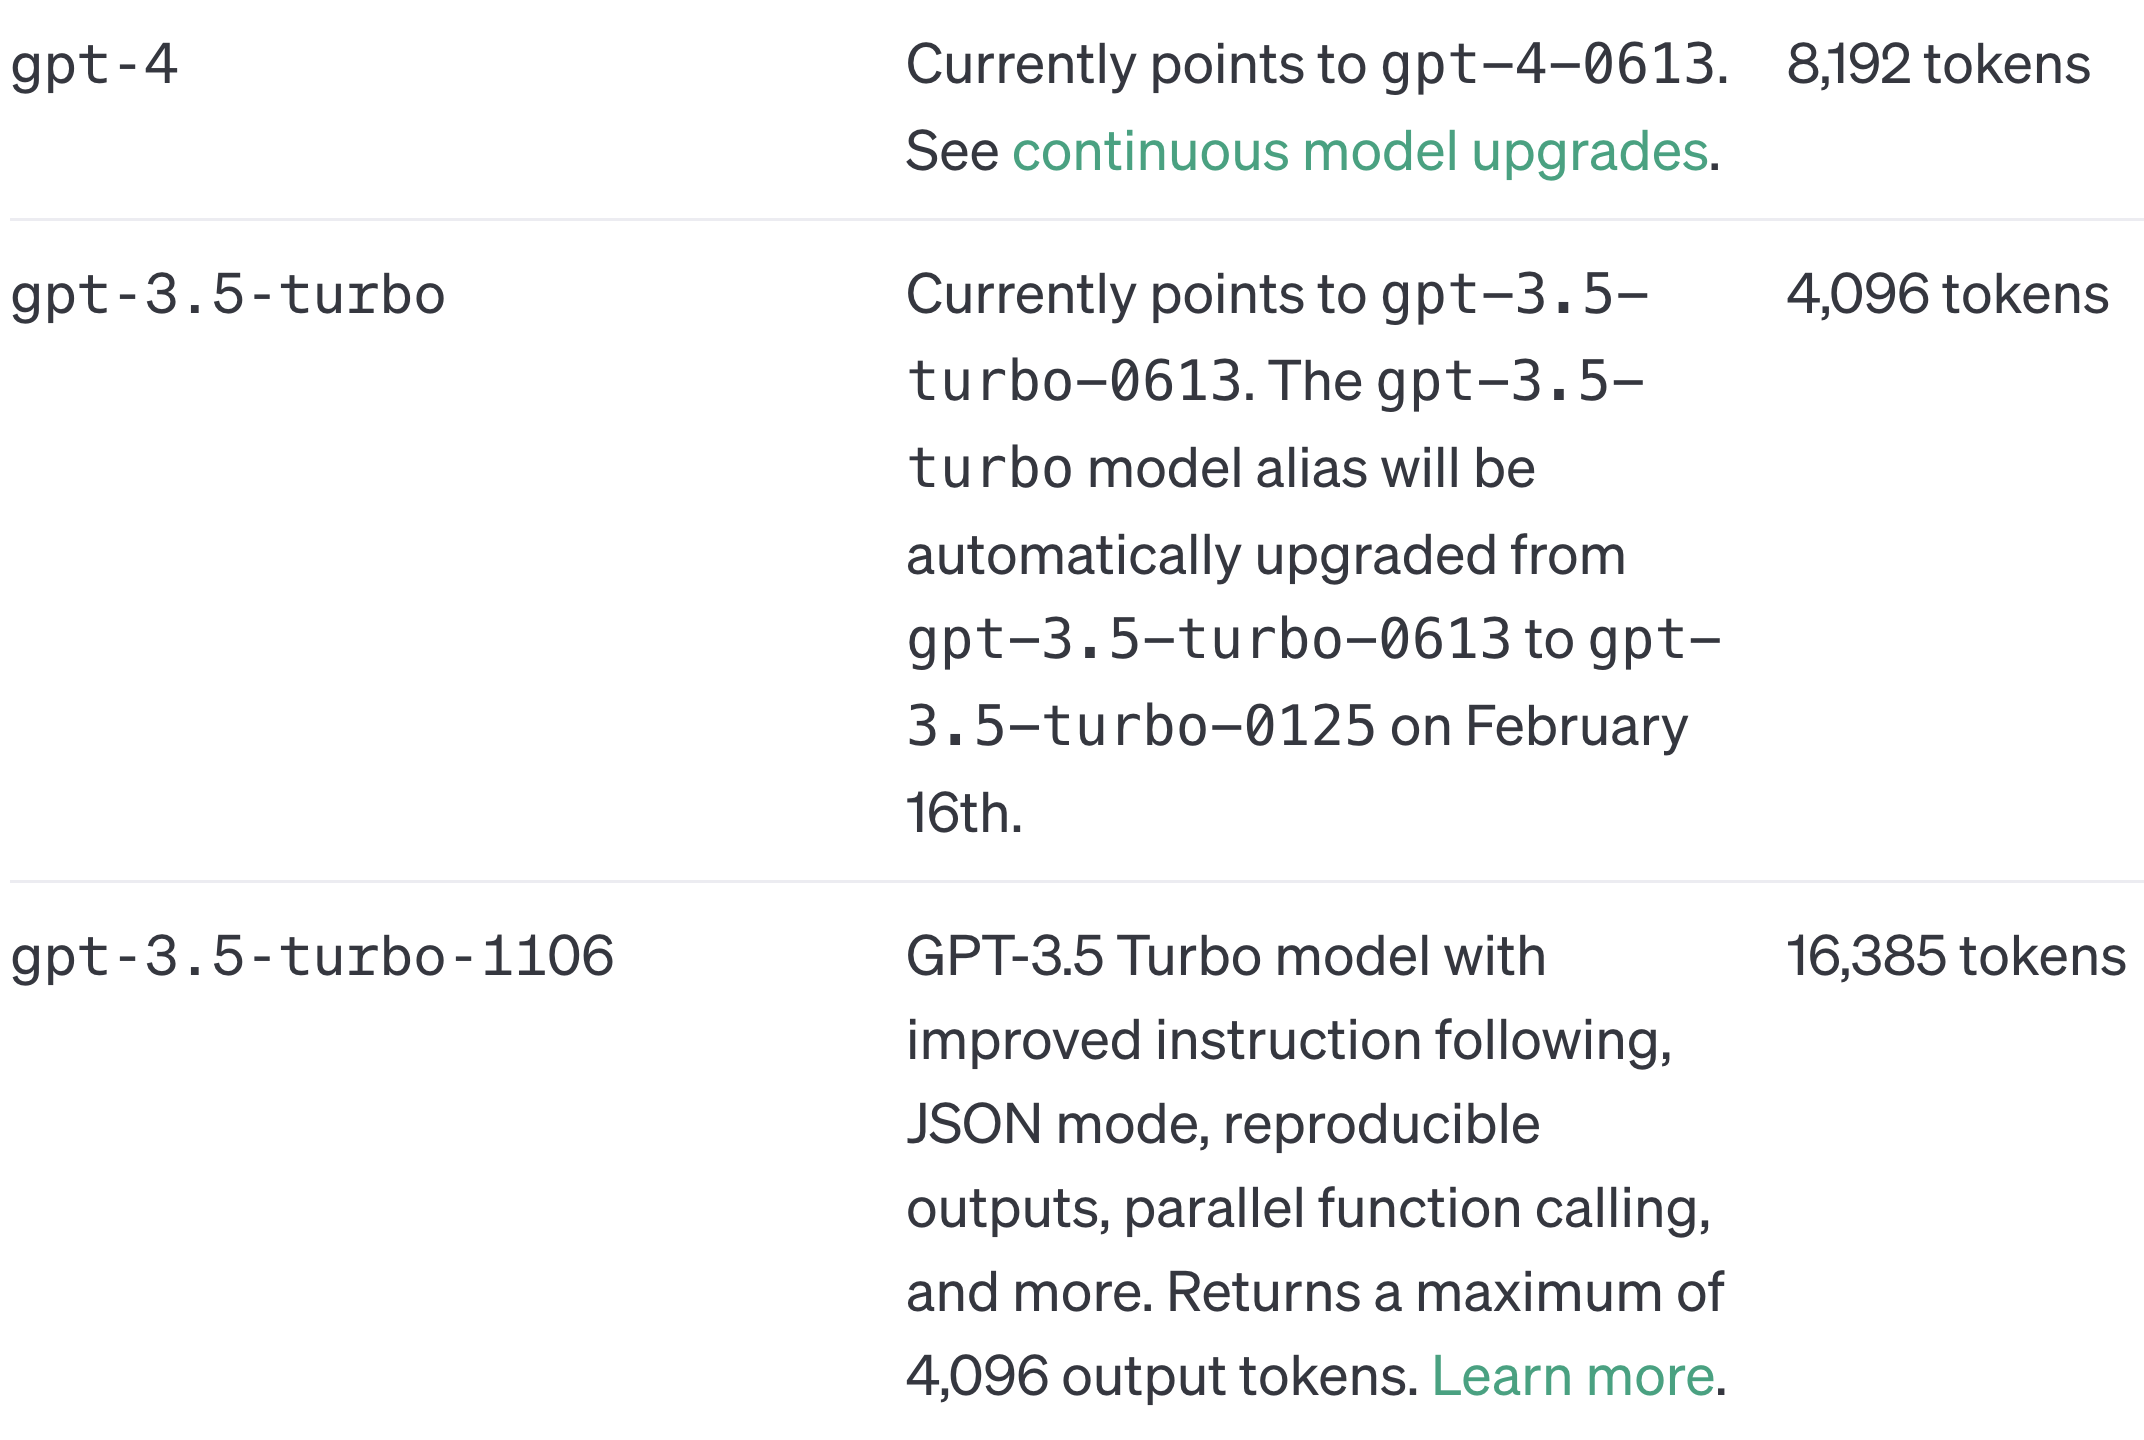 gpt-4 Currently points to gpt-4-0613. 8,192 tokens
See continuous model upgrades.
gpt-3.5-turbo Currently points to gpt-3.5- 4,096 tokens
turbo-0613. The gpt-3.5-
turbo model alias will be
automatically upgraded from
gpt-3.5-turbo-0613 to gpt-
3.5-turbo-0125 on February
16th.
gpt-3.5-turbo-1106 GPT-3.5 Turbo model with 16,385 tokens
improved instruction following,
JSON mode, reproducible
outputs, parallel function calling,
and more. Returns a maximum of
4,096 output tokens. Learn more.